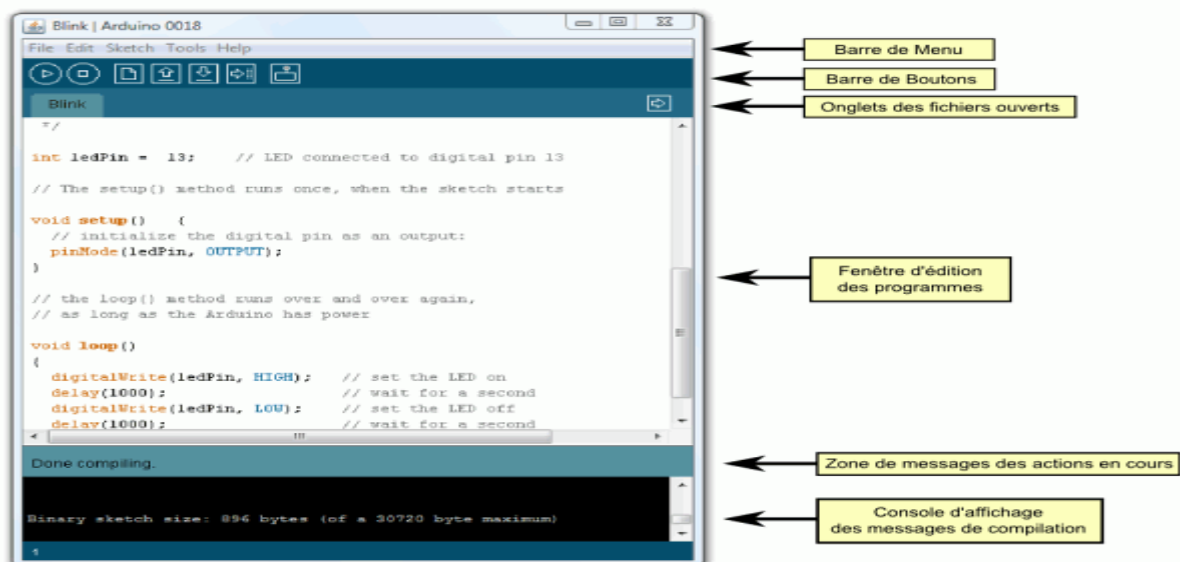 Blink | Arduino 0018
File Edit Sketch Tools Help
Blink
*/
int ledPin = 13; // LED connected to digital pin 13
// The setup() method runs once, when the sketch starts
void setup() {
// initialize the digital pin as an output:
pinMode(ledPin, OUTPUT);
}
// the loop() method runs over and over again,
// as long as the Arduino has power
void loop()
{
digitalWrite(ledPin, HIGH); // set the LED on
delay(1000); // wait for a second
digitalWrite(ledPin, LOW); // set the LED off
delay(1000); // wait for a second
Done compiling.
Binary sketch size: 896 bytes (of a 30720 byte maximum)
1
Barre de Menu
Barre de Boutons
Onglets des fichiers ouverts
Fenêtre d'édition
des programmes
Zone de messages des actions en cours
Console d'affichage
des messages de compilation